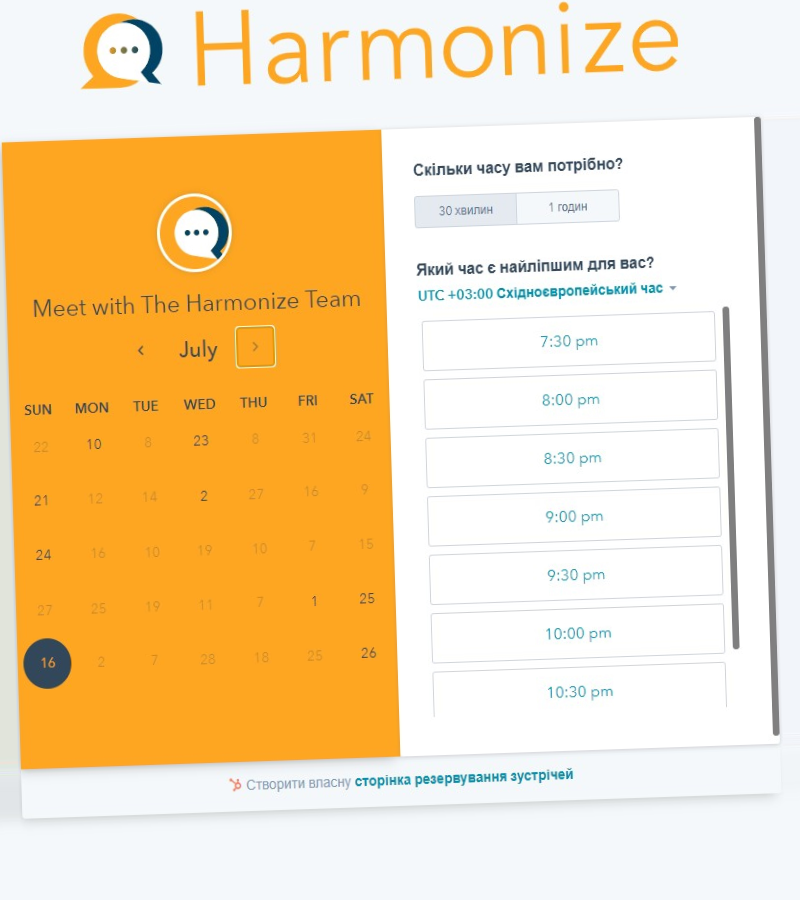 Harmonize
Meet with The Harmonize Team
July
SUN MON TUE WED THU FRI SAT
22 10 8 23 8 31 24
21 12 14 2 27 16 9
24 16 10 19 10 7 15
27 25 19 11 7 1 25
16 2 7 28 18 25 26
Скільки часу вам потрібно?
30 хвилин 1 годин
Який час є найліпшим для вас?
UTC +03:00 Східноєвропейський час
7:30 pm
8:00 pm
8:30 pm
9:00 pm
9:30 pm
10:00 pm
10:30 pm
Створити власну сторінка резервування зустрічей